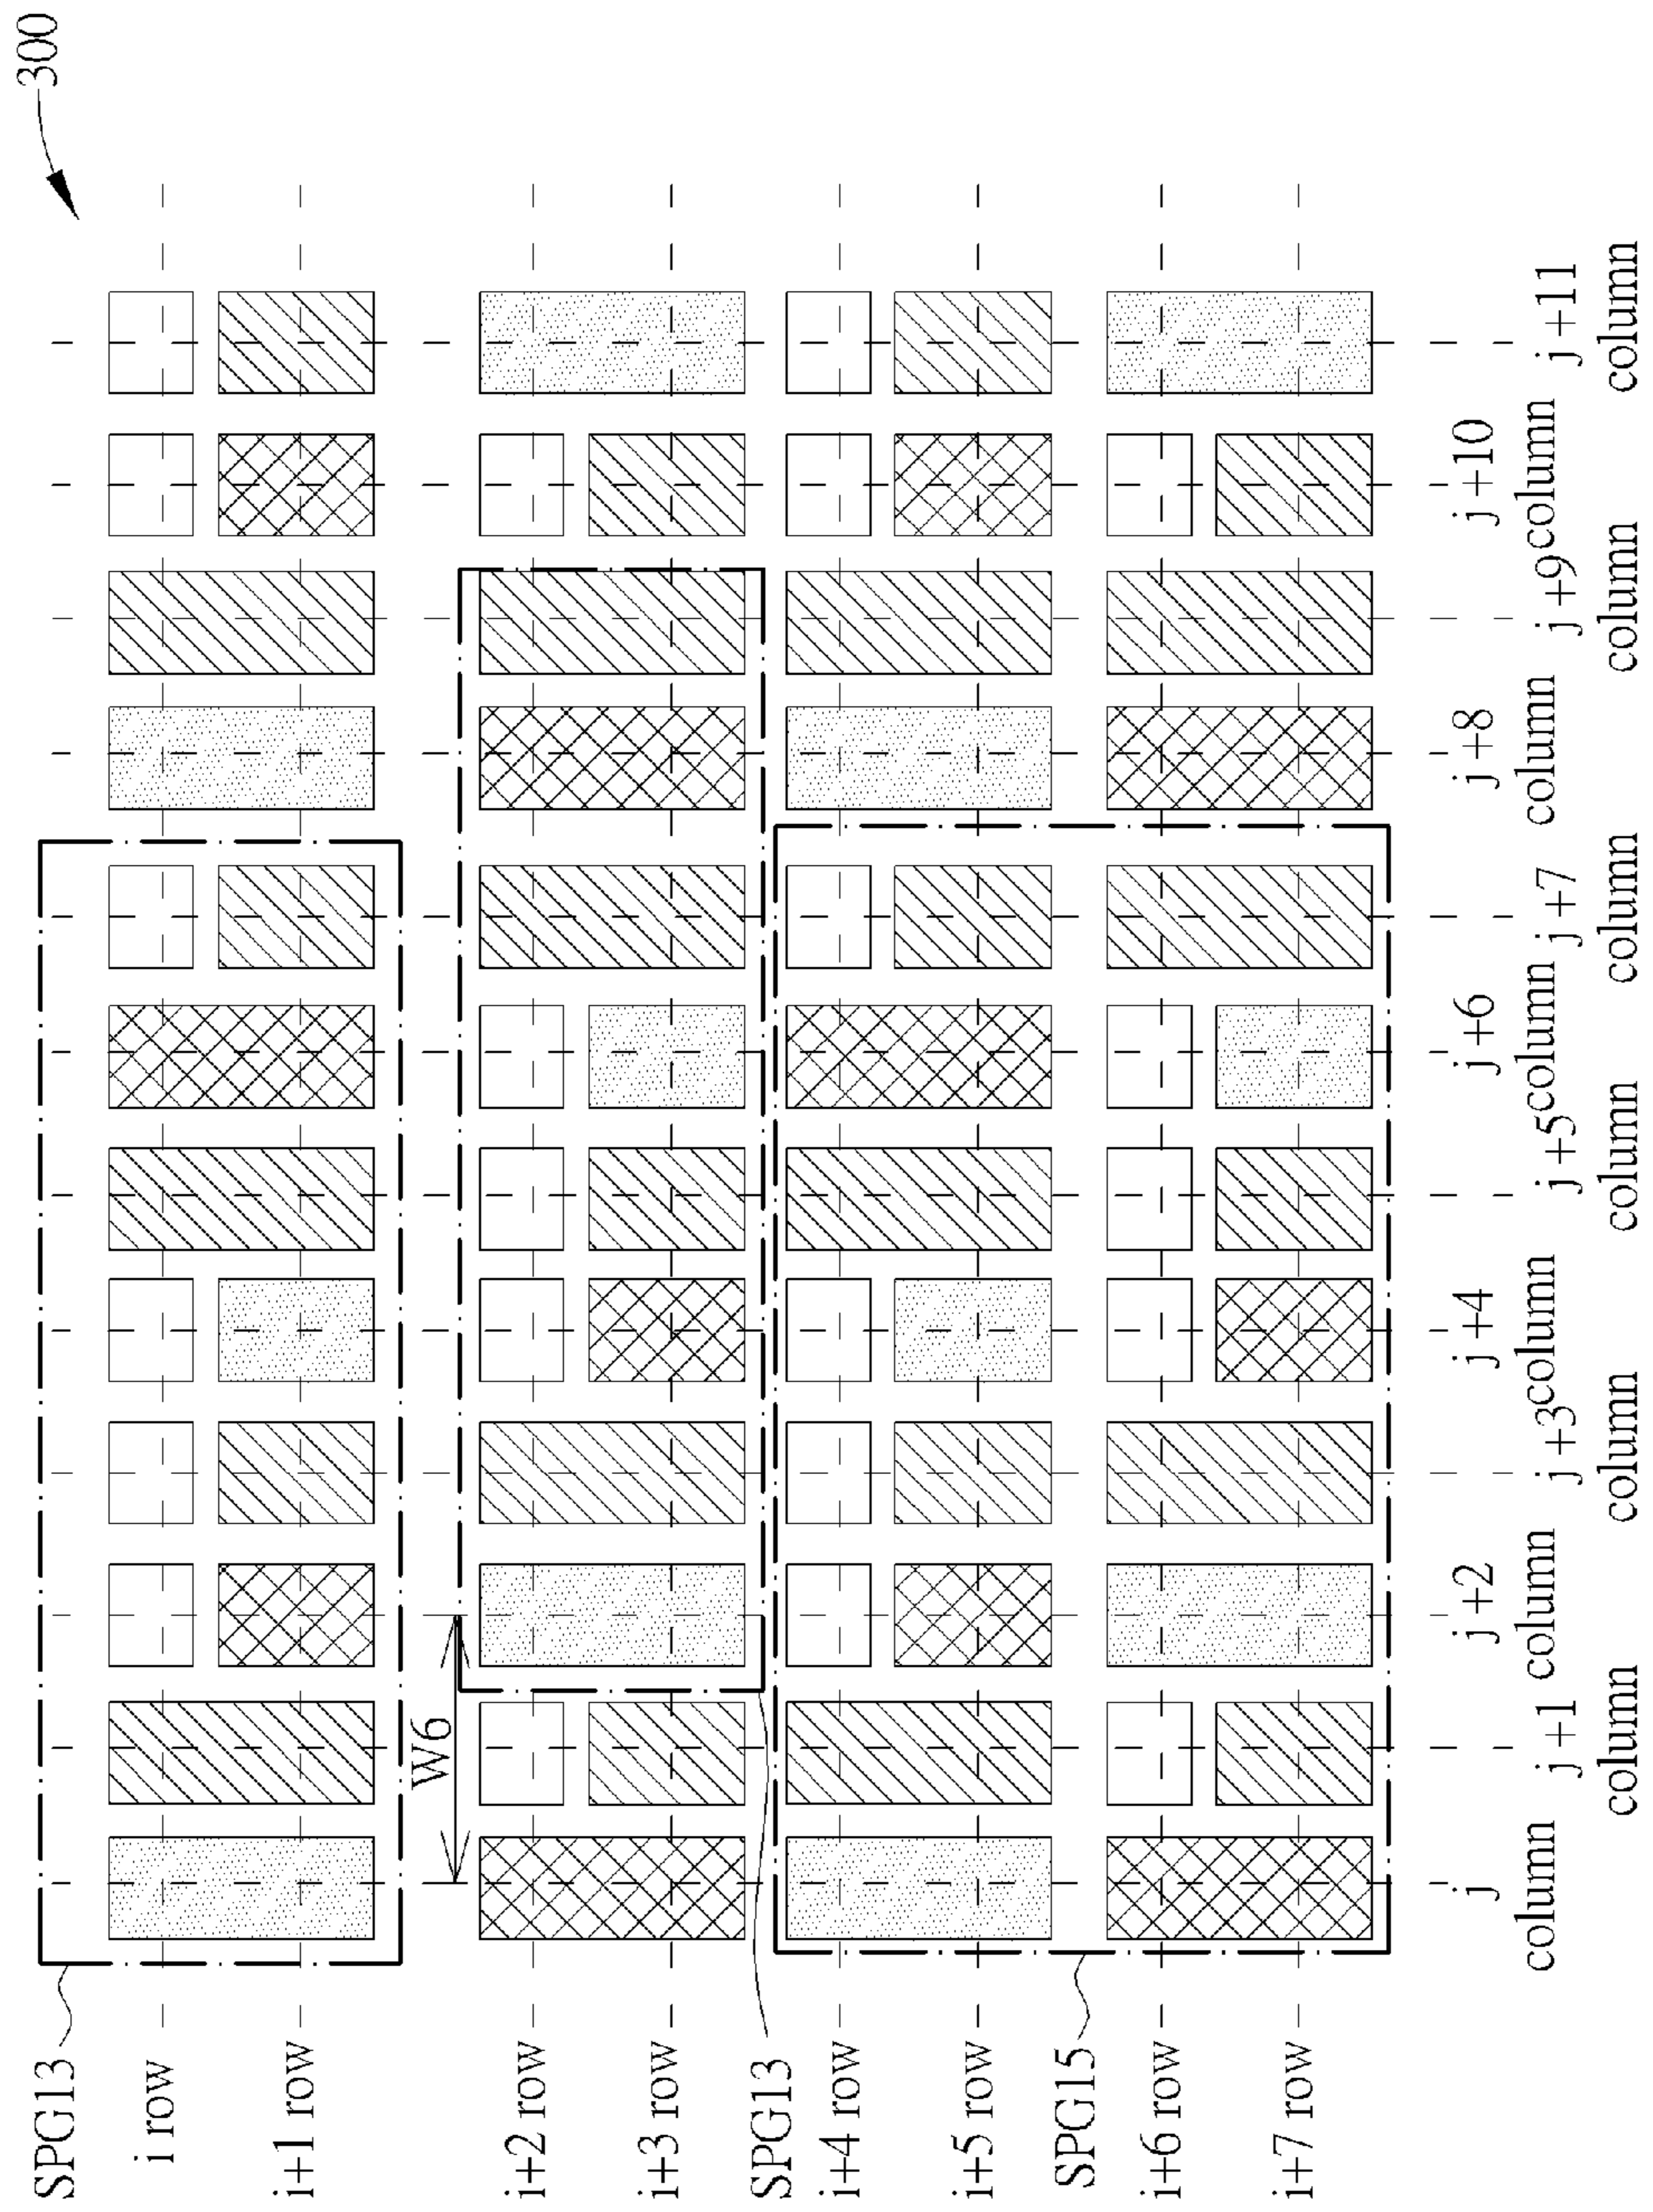 300
SPG13
i row
i+1 row
W6
i+2 row
i+3 row
SPG13
i+4 row
i+5 row
SPG15
i+6 row
i+7 row
j
column
j+1
column
j+2
column
j+3
column
j+4
column
j+5
column
j+6
column
j+7
column
j+8
column
j+9
column
j+10
column
j+11
column